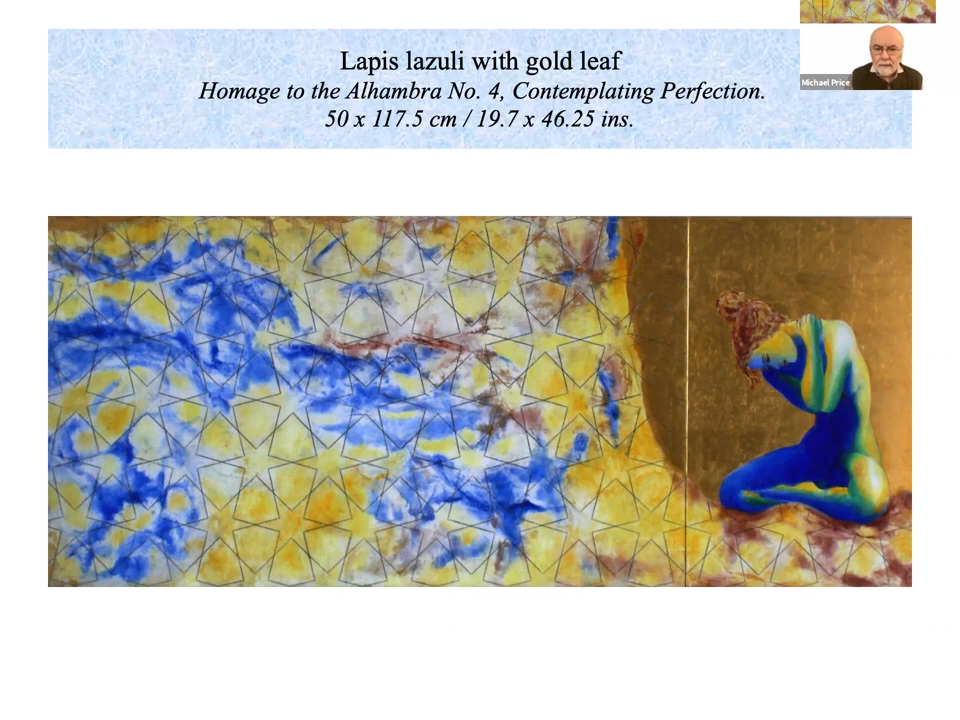 Lapis lazuli with gold leaf
Homage to the Alhambra No. 4, Contemplating Perfection.
50 x 117.5 cm / 19.7 x 46.25 ins.
Michael Price